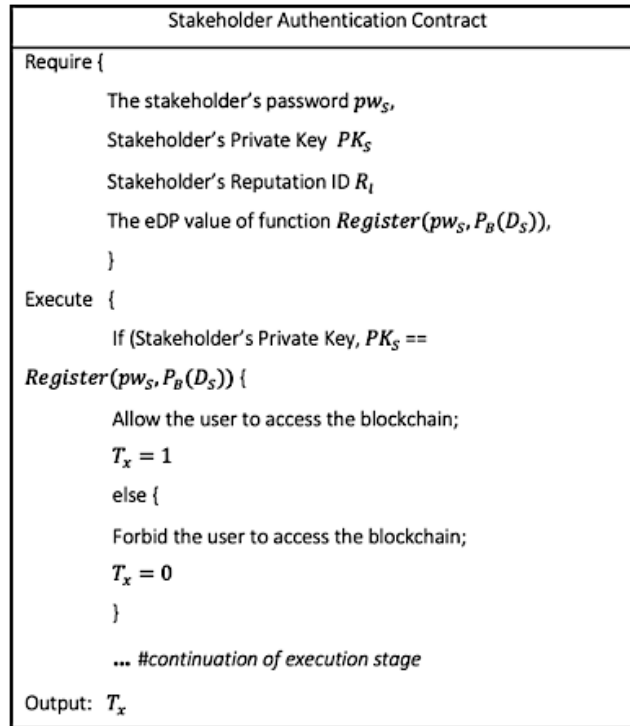 Stakeholder Authentication Contract
Require {
The stakeholder's password pw_S,
Stakeholder's Private Key PK_S
Stakeholder's Reputation ID R_I
The eDP value of function Register(pw_S, P_B(D_S)),
}
Execute {
If (Stakeholder's Private Key, PK_S ==
Register(pw_S, P_B(D_S)) {
Allow the user to access the blockchain;
T_x = 1
else {
Forbid the user to access the blockchain;
T_x = 0
}
... #continuation of execution stage
Output: T_x